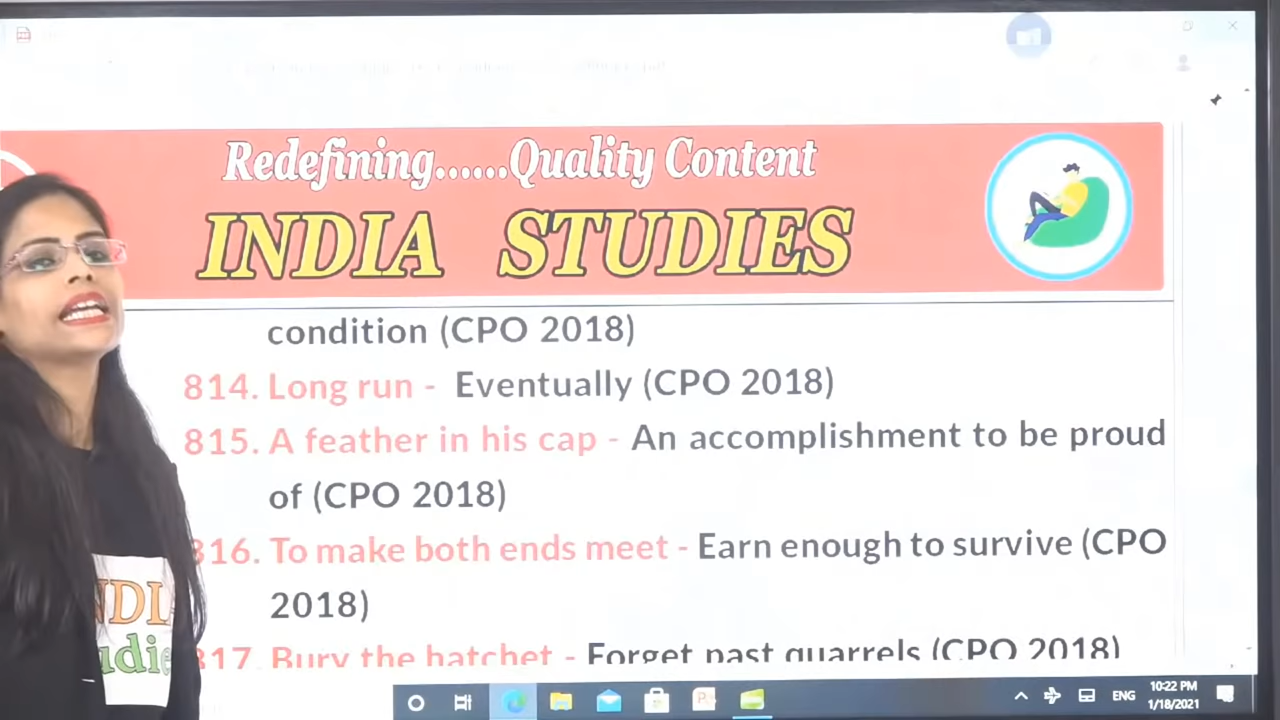 Redefining......Quality Content
INDIA STUDIES
condition (CPO 2018)
814. Long run - Eventually (CPO 2018)
815. A feather in his cap - An accomplishment to be proud
of (CPO 2018)
816. To make both ends meet - Earn enough to survive (CPO
2018)
817. Bury the hatchet - Forget past quarrels (CPO 2018)
NDI
udie
ENG
10:22 PM
1/18/2021